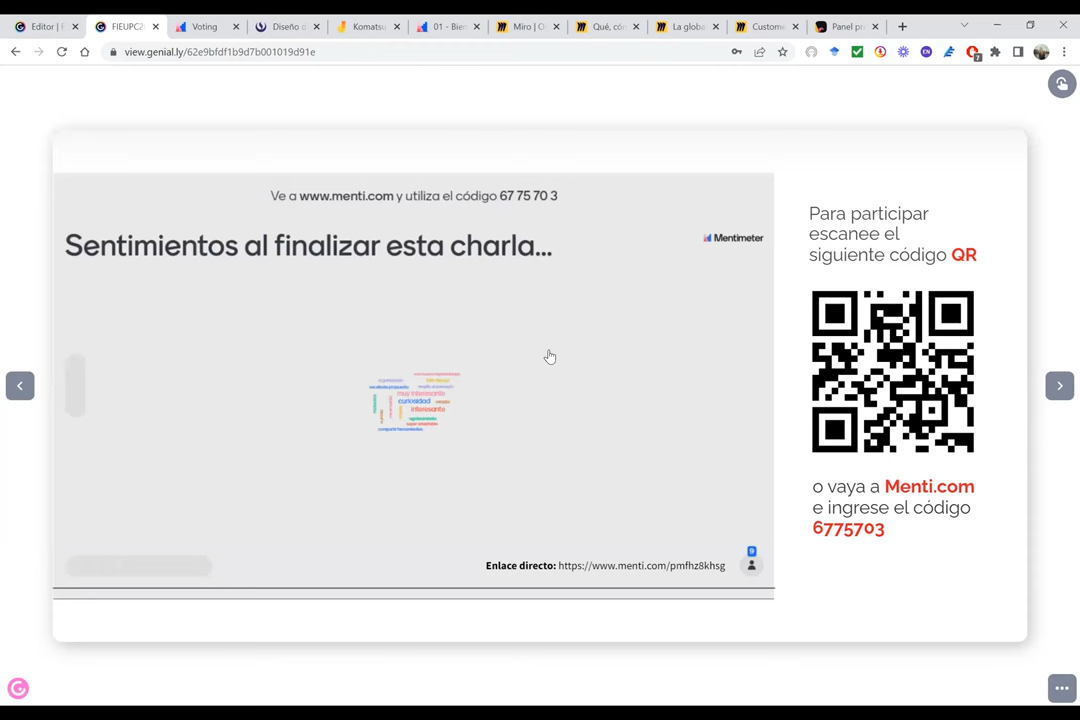 Editor |
FIEUPC2
Voting
Diseño d
Komatsu
01 - Bien
Miro | O
Qué, có
La globa
Custome
Panel pr
view.genial.ly/62e9bfdf1b9d7b001019d91e
7
Ve a www.menti.com y utiliza el código 67 75 70 3
Sentimientos al finalizar esta charla...
Mentimeter
muy interesante
curiosidad
interesante
Enlace directo: https://www.menti.com/pmfhz8khsg
9
Para participar
escanee el
siguiente código QR
o vaya a Menti.com
e ingrese el código
6775703